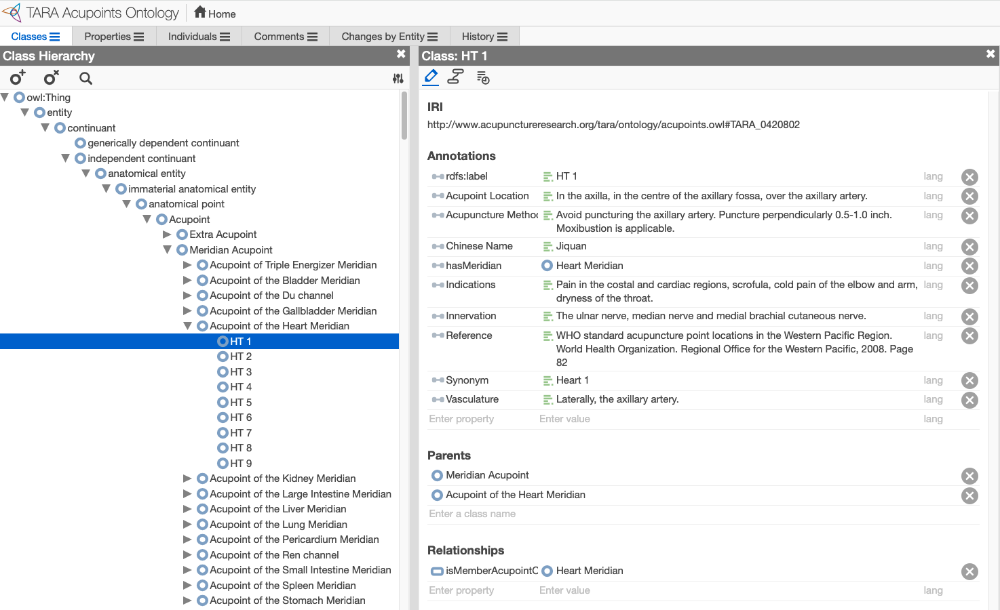 TARA Acupoints Ontology
Home
Classes
Properties
Individuals
Comments
Changes by Entity
History
Class Hierarchy
owl:Thing
entity
continuant
generically dependent continuant
independent continuant
anatomical entity
immaterial anatomical entity
anatomical point
Acupoint
Extra Acupoint
Meridian Acupoint
Acupoint of Triple Energizer Meridian
Acupoint of the Bladder Meridian
Acupoint of the Du channel
Acupoint of the Gallbladder Meridian
Acupoint of the Heart Meridian
HT 1
HT 2
HT 3
HT 4
HT 5
HT 6
HT 7
HT 8
HT 9
Acupoint of the Kidney Meridian
Acupoint of the Large Intestine Meridian
Acupoint of the Liver Meridian
Acupoint of the Lung Meridian
Acupoint of the Pericardium Meridian
Acupoint of the Ren channel
Acupoint of the Small Intestine Meridian
Acupoint of the Spleen Meridian
Acupoint of the Stomach Meridian
Class: HT 1
IRI
http://www.acupunctureresearch.org/tara/ontology/acupoints.owl#TARA_0420802
Annotations
rdfs:label HT 1 lang
Acupoint Location In the axilla, in the centre of the axillary fossa, over the axillary artery. lang
Acupuncture Methoc Avoid puncturing the axillary artery. Puncture perpendicularly 0.5-1.0 inch. lang
Moxibustion is applicable.
Chinese Name Jiquan lang
hasMeridian Heart Meridian lang
Indications Pain in the costal and cardiac regions, scrofula, cold pain of the elbow and arm, lang
dryness of the throat.
Innervation The ulnar nerve, median nerve and medial brachial cutaneous nerve. lang
Reference WHO standard acupuncture point locations in the Western Pacific Region. lang
World Health Organization. Regional Office for the Western Pacific, 2008. Page
82
Synonym Heart 1 lang
Vasculature Laterally, the axillary artery. lang
Enter property Enter value lang
Parents
Meridian Acupoint
Acupoint of the Heart Meridian
Enter a class name
Relationships
isMemberAcupointC Heart Meridian
Enter property Enter value lang